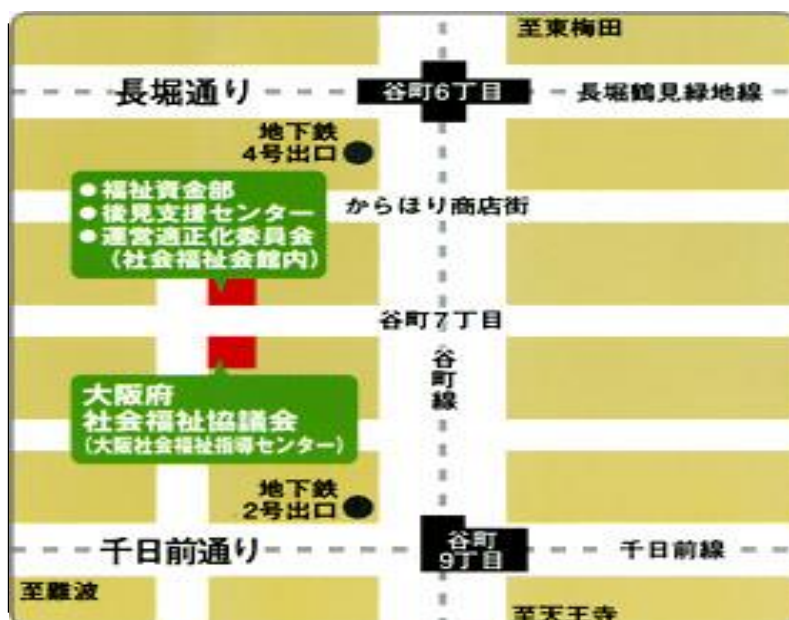 至東梅田
長堀通り
谷町6丁目
長堀鶴見緑地線
地下鉄
4号出口
●福祉資金部
●後見支援センター
●運営適正化委員会
(社会福祉会館内)
からほり商店街
谷町7丁目
谷町線
大阪府
社会福祉協議会
(大阪社会福祉指導センター)
地下鉄
2号出口
千日前通り
谷町
9丁目
千日前線
至難波
至天王寺